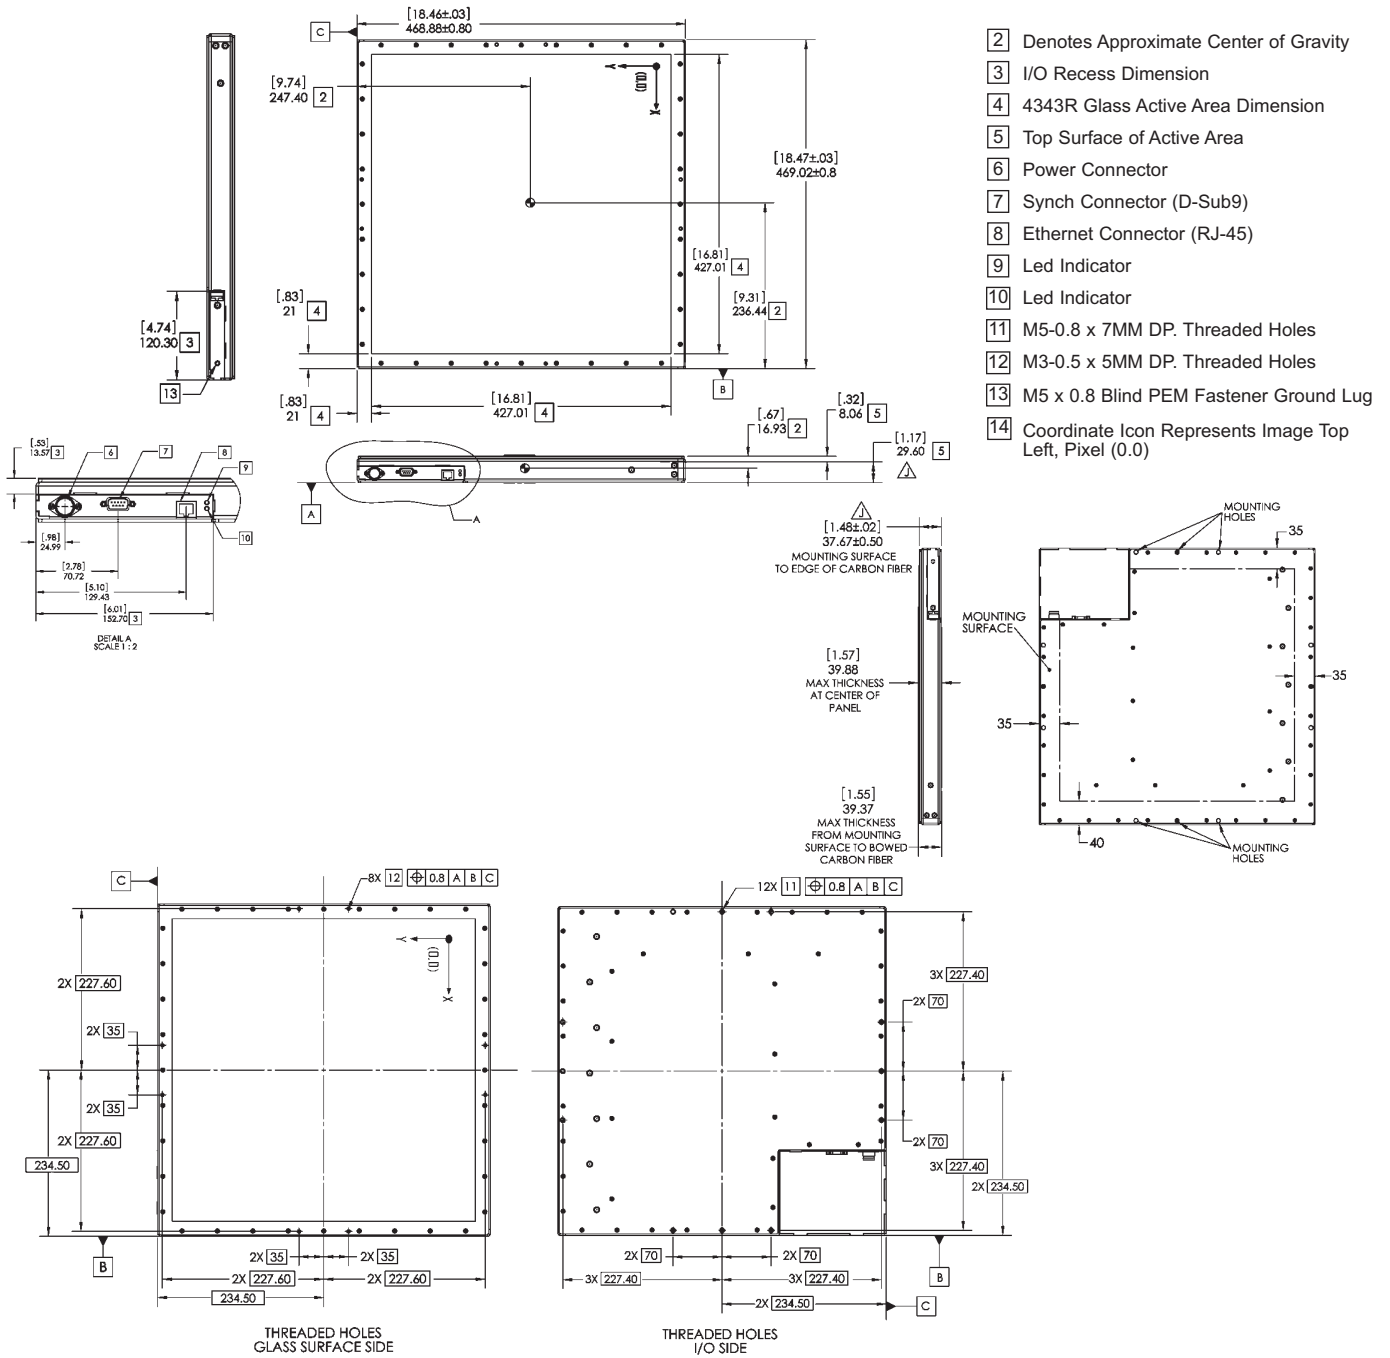 [18.46±.03]
468.88±0.80
C
[9.74]
247.40 2
Y
(0,0)
X
[18.47±.03]
469.02±0.8
[16.81]
427.01 4
[9.31]
236.44 2
[.83]
21 4
[4.74]
120.30 3
13
B
[.83]
21 4
[16.81]
427.01 4
[.67]
16.93 2
[.32]
8.06 5
[1.17]
29.60 5
J
A
A
2 Denotes Approximate Center of Gravity
3 I/O Recess Dimension
4 4343R Glass Active Area Dimension
5 Top Surface of Active Area
6 Power Connector
7 Synch Connector (D-Sub9)
8 Ethernet Connector (RJ-45)
9 Led Indicator
10 Led Indicator
11 M5-0.8 x 7MM DP. Threaded Holes
12 M3-0.5 x 5MM DP. Threaded Holes
13 M5 x 0.8 Blind PEM Fastener Ground Lug
14 Coordinate Icon Represents Image Top
Left, Pixel (0.0)
[.53]
13.57 3
6
7
8
9
10
[.98]
24.99
[2.78]
70.72
[5.10]
129.43
[6.01]
152.70 3
DETAIL A
SCALE 1 : 2
J
[1.48±.02]
37.67±0.50
MOUNTING SURFACE
TO EDGE OF CARBON FIBER
[1.57]
39.88
MAX THICKNESS
AT CENTER OF
PANEL
[1.55]
39.37
MAX THICKNESS
FROM MOUNTING
SURFACE TO BOWED
CARBON FIBER
MOUNTING
HOLES
35
MOUNTING
SURFACE
35
35
40
MOUNTING
HOLES
C
8X 12 ⌖ 0.8 A B C
Y
(0,0)
X
2X 227.60
2X 35
2X 35
2X 227.60
234.50
B
2X 35
2X 35
2X 227.60
2X 227.60
234.50
THREADED HOLES
GLASS SURFACE SIDE
12X 11 ⌖ 0.8 A B C
3X 227.40
2X 70
2X 70
3X 227.40
2X 234.50
2X 70
2X 70
B
3X 227.40
3X 227.40
2X 234.50
C
THREADED HOLES
I/O SIDE